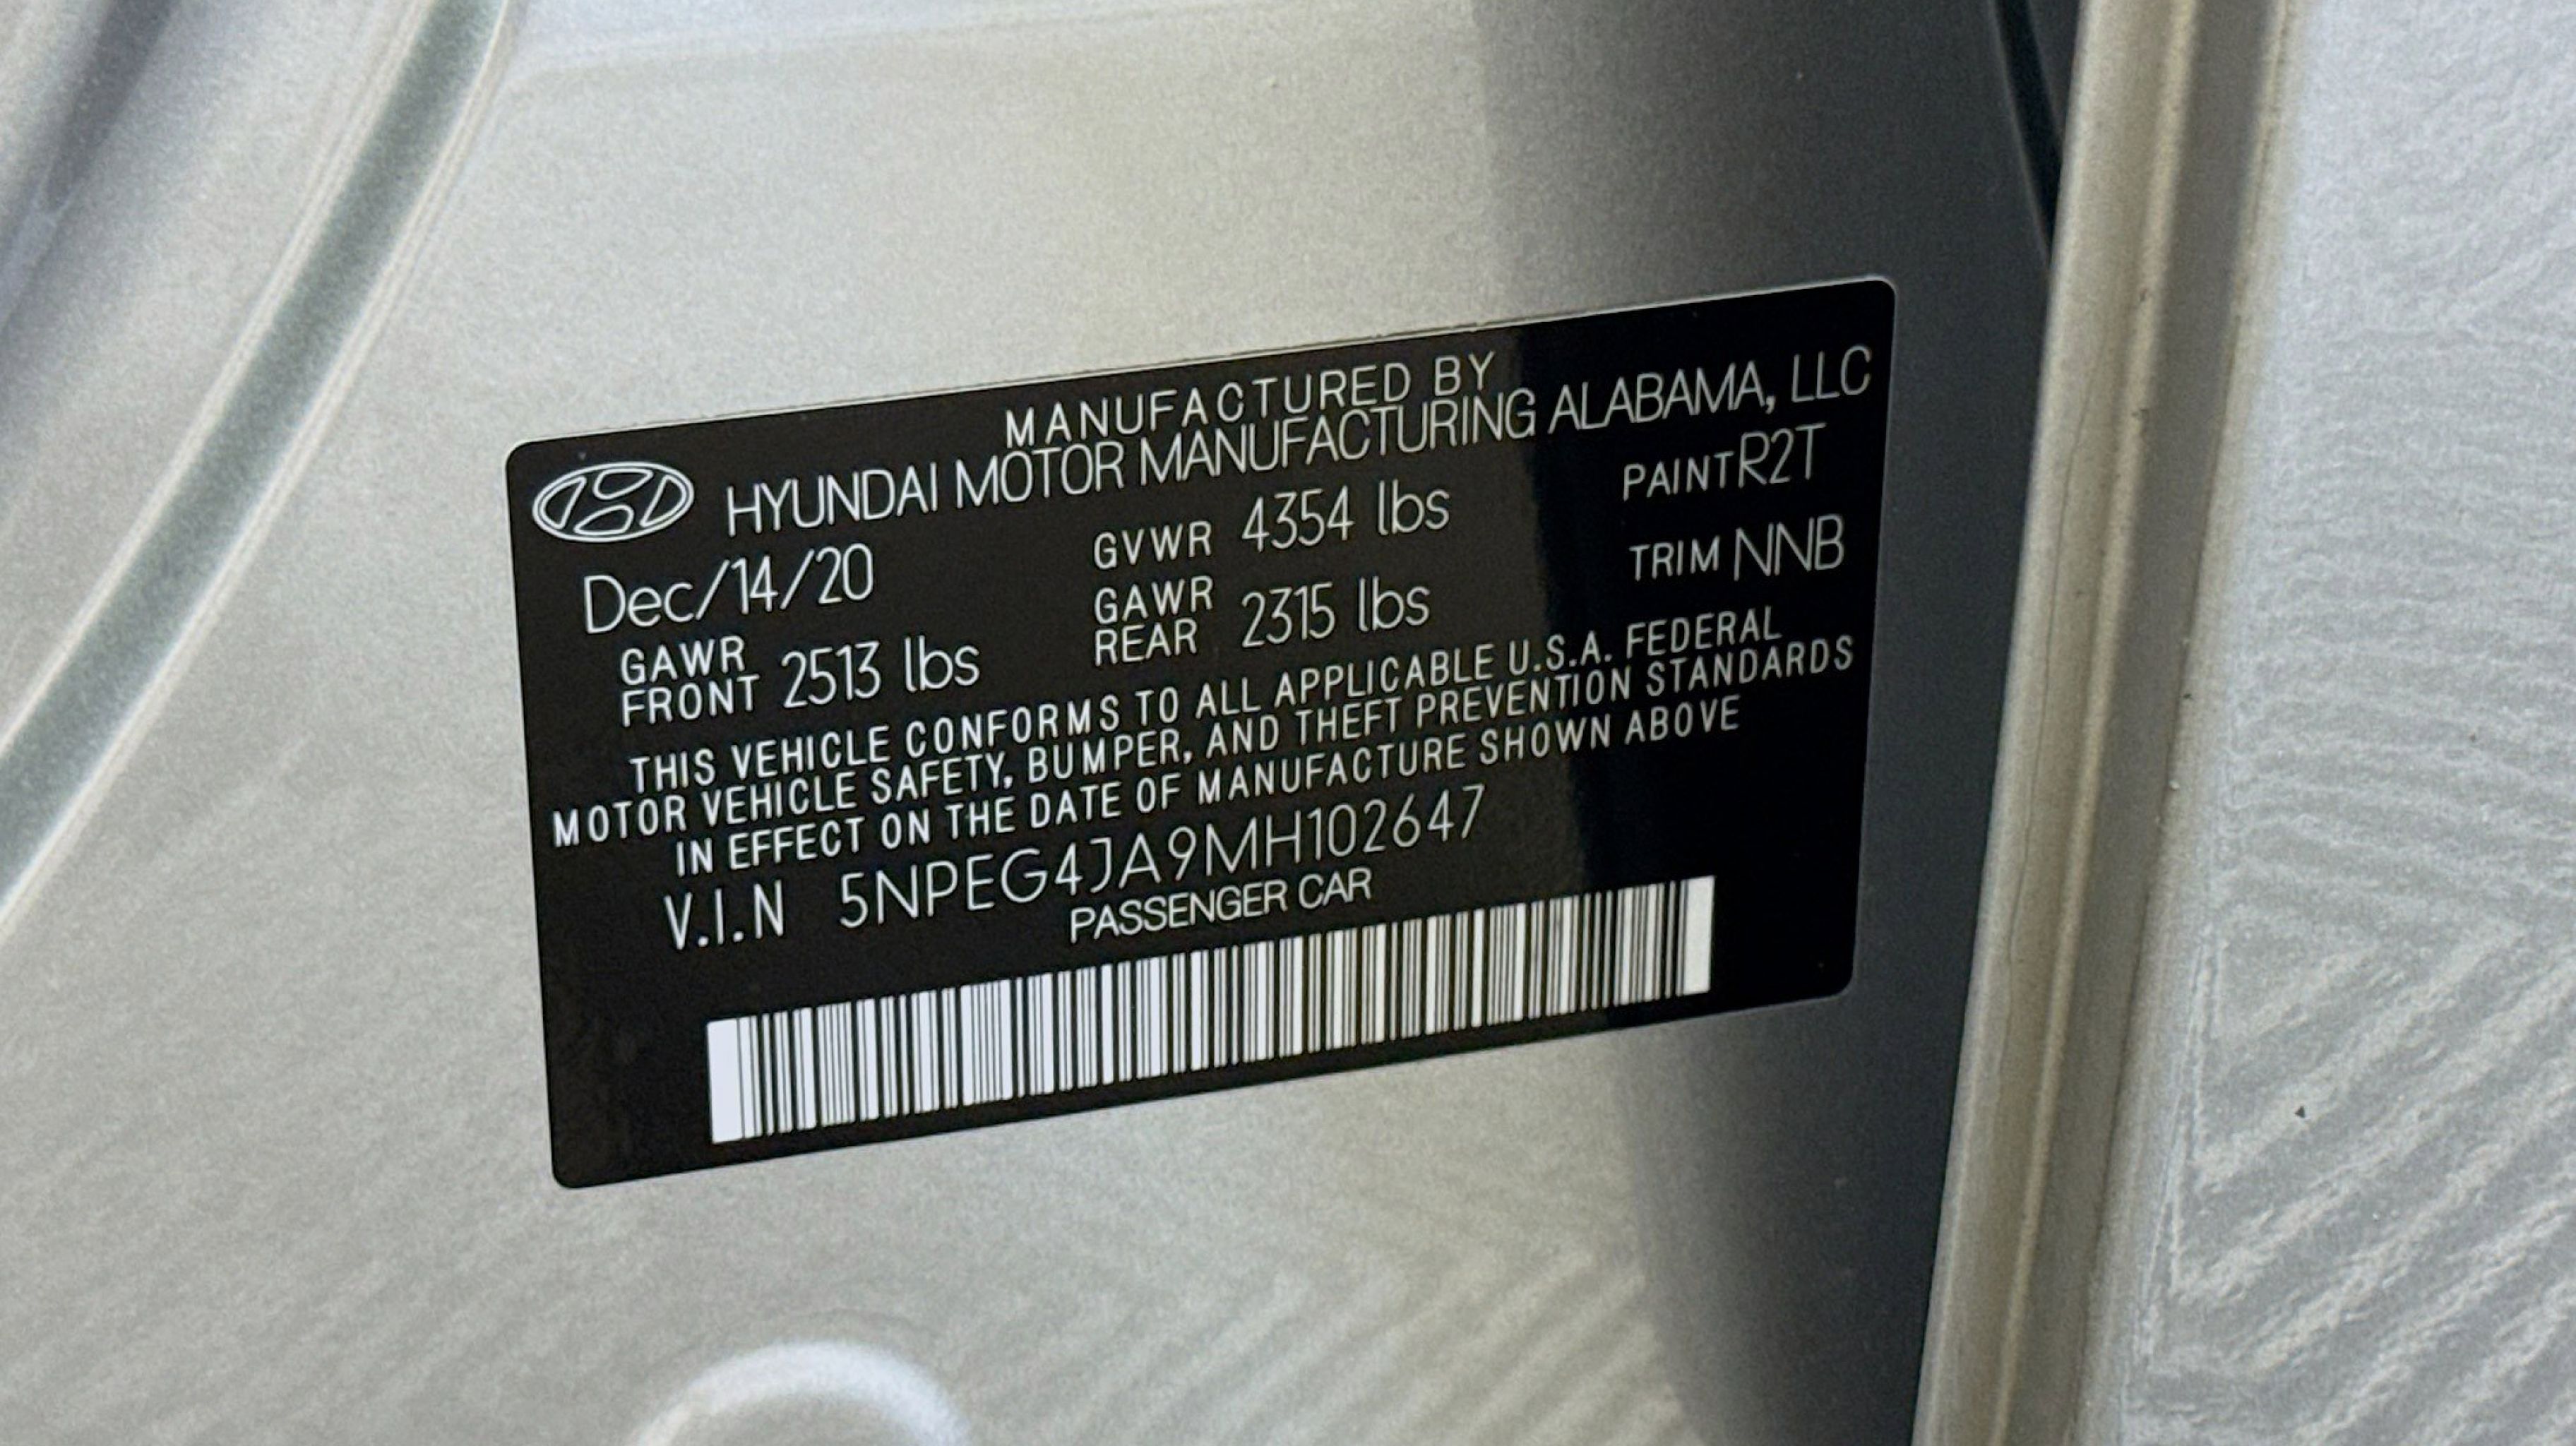 MANUFACTURED BY
HYUNDAI MOTOR MANUFACTURING ALABAMA, LLC
Dec/14/20 GVWR 4354 lbs PAINT R2T
GAWR FRONT 2513 lbs GAWR REAR 2315 lbs TRIM NNB
THIS VEHICLE CONFORMS TO ALL APPLICABLE U.S.A. FEDERAL
MOTOR VEHICLE SAFETY, BUMPER, AND THEFT PREVENTION STANDARDS
IN EFFECT ON THE DATE OF MANUFACTURE SHOWN ABOVE
V.I.N 5NPEG4JA9MH102647
PASSENGER CAR